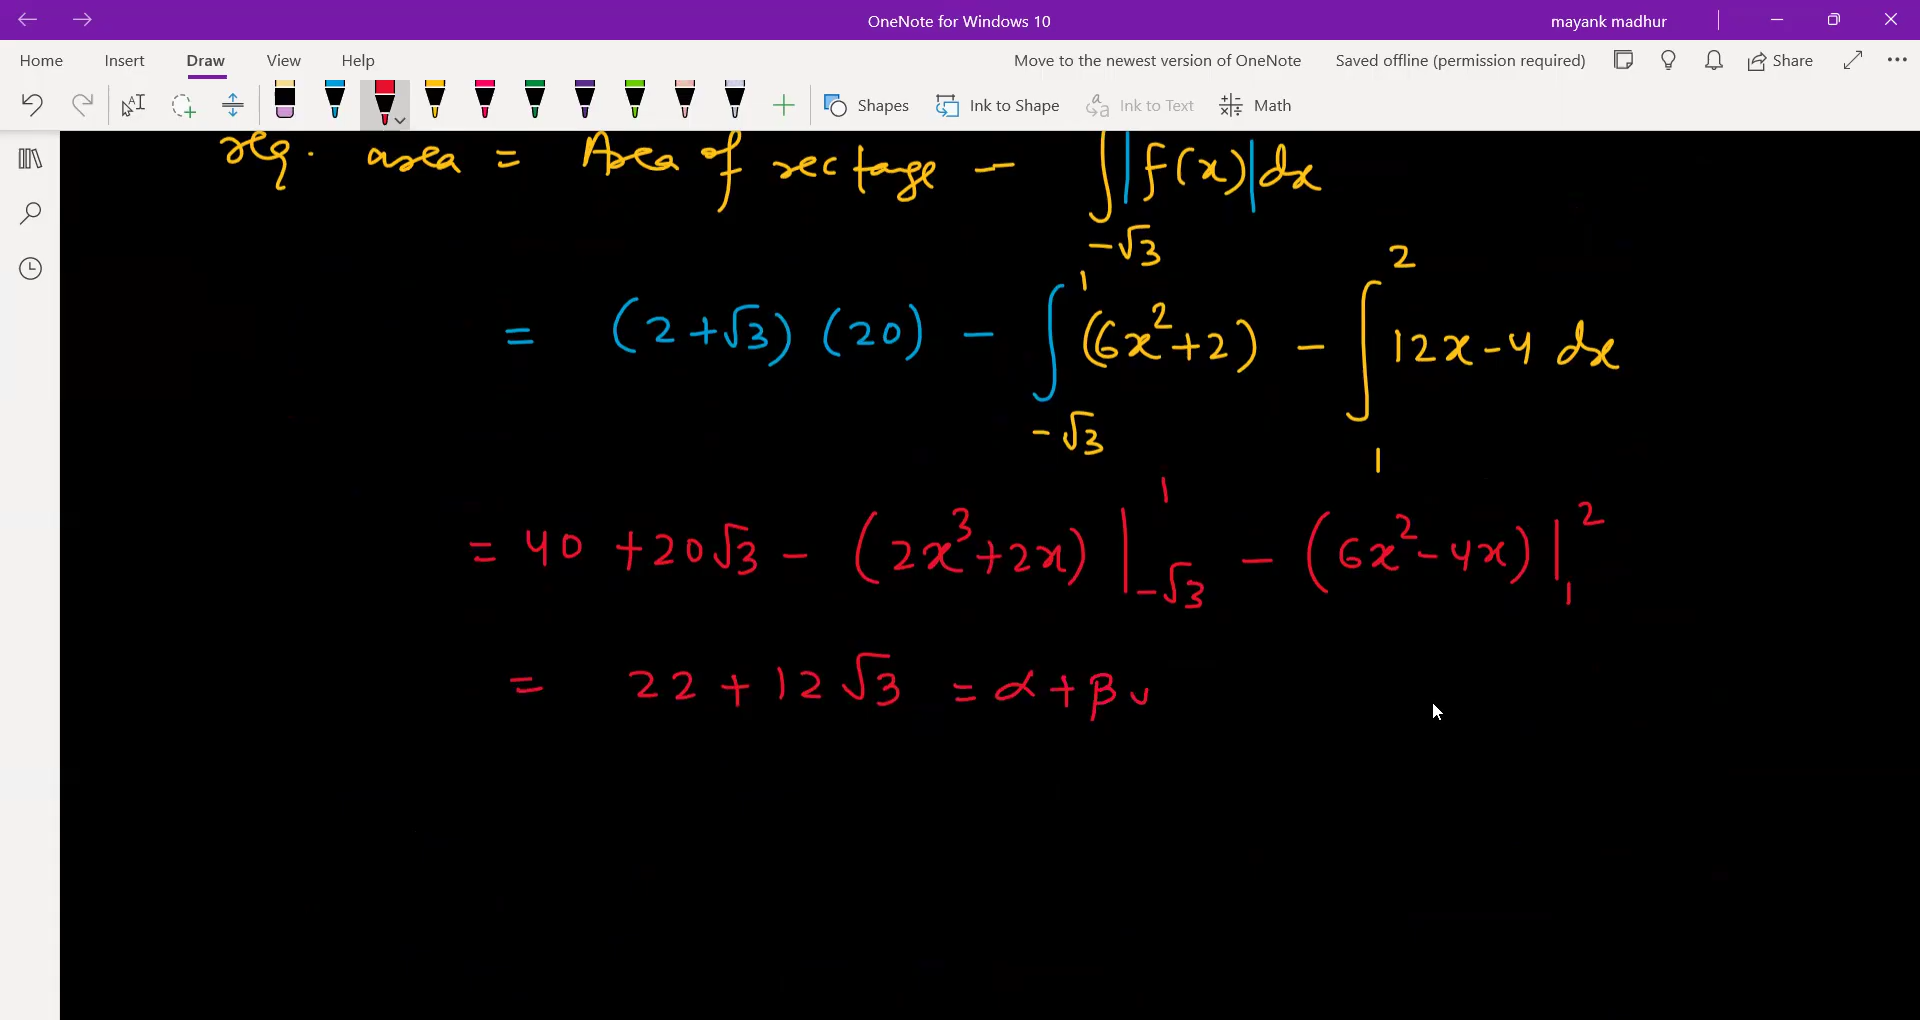 OneNote for Windows 10
mayank madhur
Home Insert Draw View Help
Move to the newest version of OneNote Saved offline (permission required) Share
Shapes Ink to Shape Ink to Text Math
req. area = Area of rectange - ∫_{-√3} |f(x)| dx
= (2+√3) (20) - ∫_{-√3}^{1} (6x²+2) - ∫_{1}^{2} 12x-4 dx
= 40 + 20√3 - (2x³+2x) |_{-√3}^{1} - (6x²-4x) |_{1}^{2}
= 22 + 12√3 = α + β